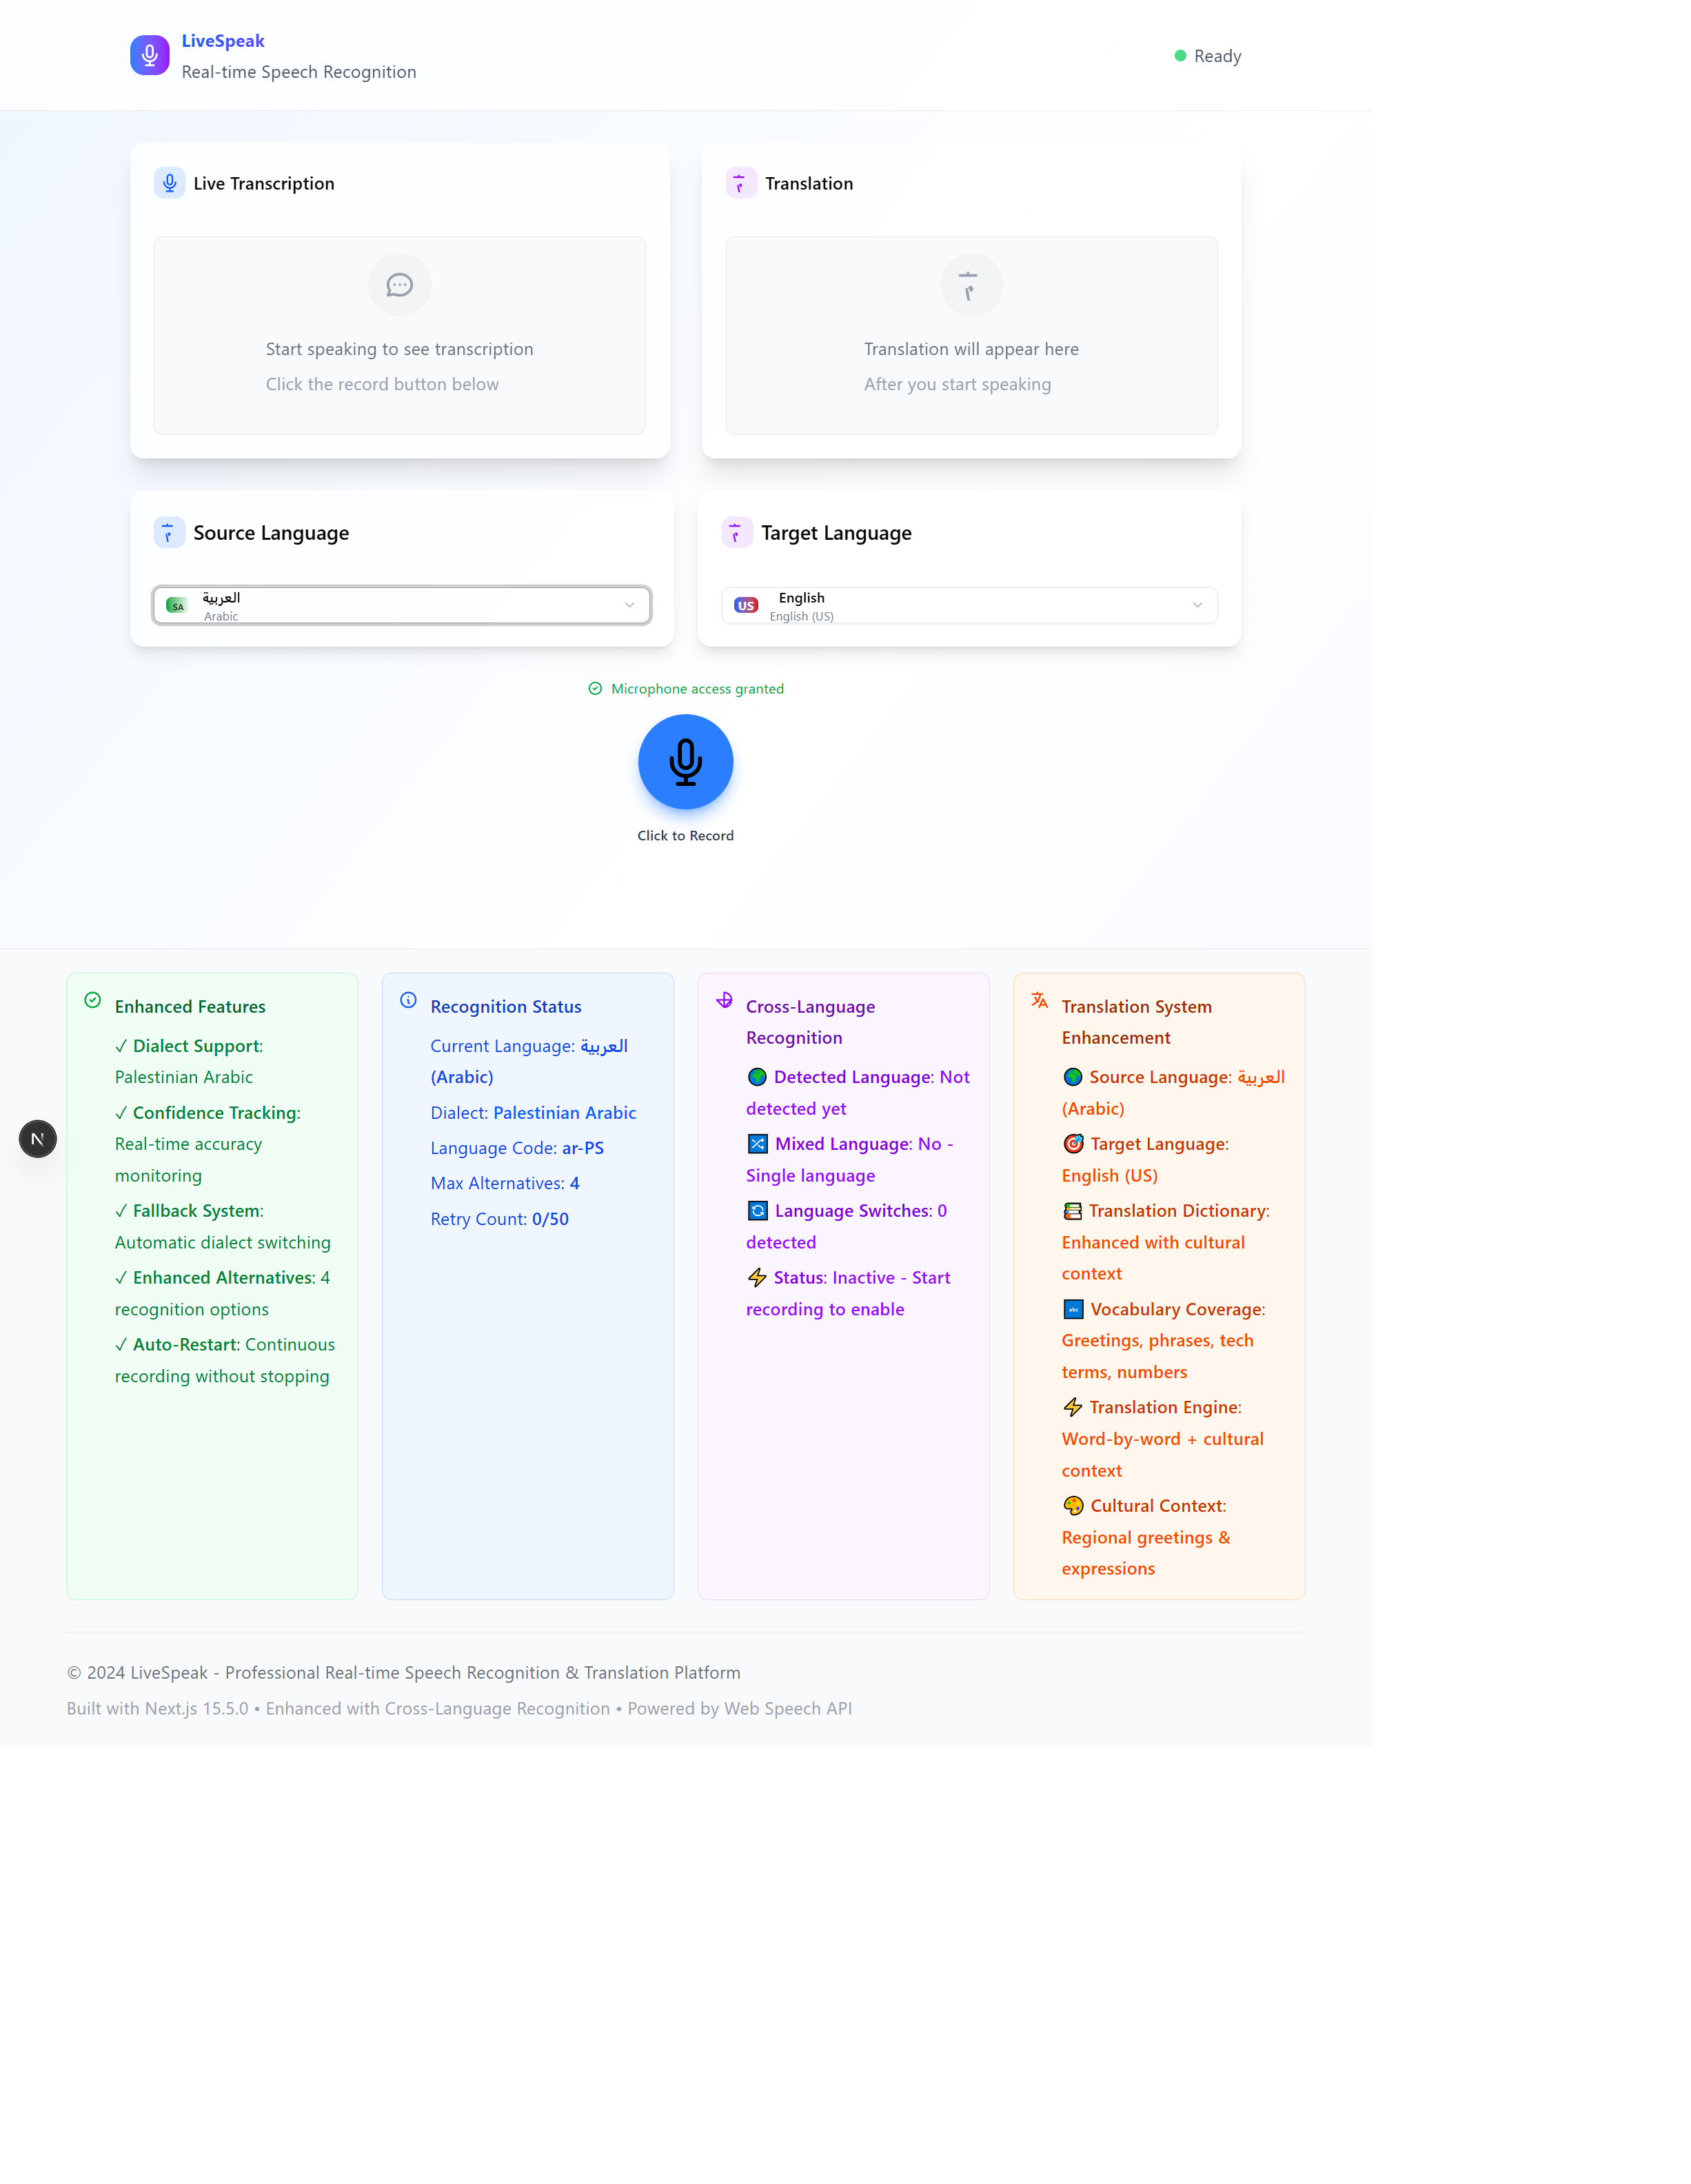 LiveSpeak
Real-time Speech Recognition
Ready
Live Transcription
Start speaking to see transcription
Click the record button below
Translation
Translation will appear here
After you start speaking
Source Language
SA
العربية
Arabic
Target Language
US
English
English (US)
Microphone access granted
Click to Record
Enhanced Features
✓ Dialect Support:
Palestinian Arabic
✓ Confidence Tracking:
Real-time accuracy
monitoring
✓ Fallback System:
Automatic dialect switching
✓ Enhanced Alternatives: 4
recognition options
✓ Auto-Restart: Continuous
recording without stopping
Recognition Status
Current Language: العربية
(Arabic)
Dialect: Palestinian Arabic
Language Code: ar-PS
Max Alternatives: 4
Retry Count: 0/50
Cross-Language
Recognition
🌍 Detected Language: Not
detected yet
🔀 Mixed Language: No -
Single language
🔄 Language Switches: 0
detected
⚡ Status: Inactive - Start
recording to enable
Translation System
Enhancement
🌍 Source Language: العربية
(Arabic)
🎯 Target Language:
English (US)
📚 Translation Dictionary:
Enhanced with cultural
context
🔤 Vocabulary Coverage:
Greetings, phrases, tech
terms, numbers
⚡ Translation Engine:
Word-by-word + cultural
context
🎨 Cultural Context:
Regional greetings &
expressions
N
© 2024 LiveSpeak - Professional Real-time Speech Recognition & Translation Platform
Built with Next.js 15.5.0 • Enhanced with Cross-Language Recognition • Powered by Web Speech API